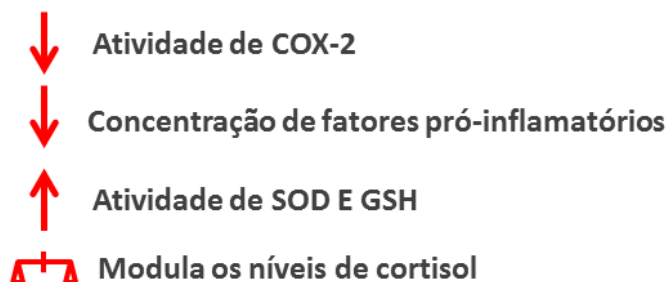 Atividade de COX-2
Concentração de fatores pró-inflamatórios
Atividade de SOD E GSH
Modula os níveis de cortisol